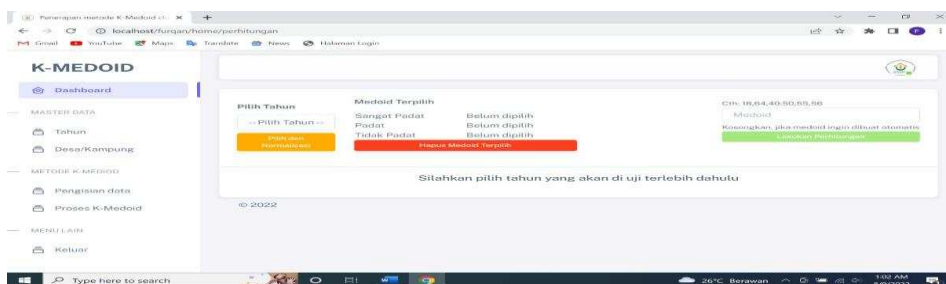 Penerapan metode K-Medoid cl
localhost/furqan/home/perhitungan
Gmail YouTube Maps Translate News Halaman Login
K-MEDOID
Dashboard
MASTER DATA
Tahun
Desa/Kampung
METODE K-MEDIOD
Pengisian data
Proses K-Medoid
MENU LAIN
Keluar
Pilih Tahun
--Pilih Tahun--
Pilih dan
Normalisasi
Medoid Terpilih
Sangat Padat Belum dipilih
Padat Belum dipilih
Tidak Padat Belum dipilih
Hapus Medoid Terpilih
Cth: 18,64,40:50,55,56
Medoid
Kosongkan, jika medoid ingin dibuat otomatis
Lakukan Perhitungan
Silahkan pilih tahun yang akan di uji terlebih dahulu
© 2022
Type here to search
26°C Berawan
1:02 AM